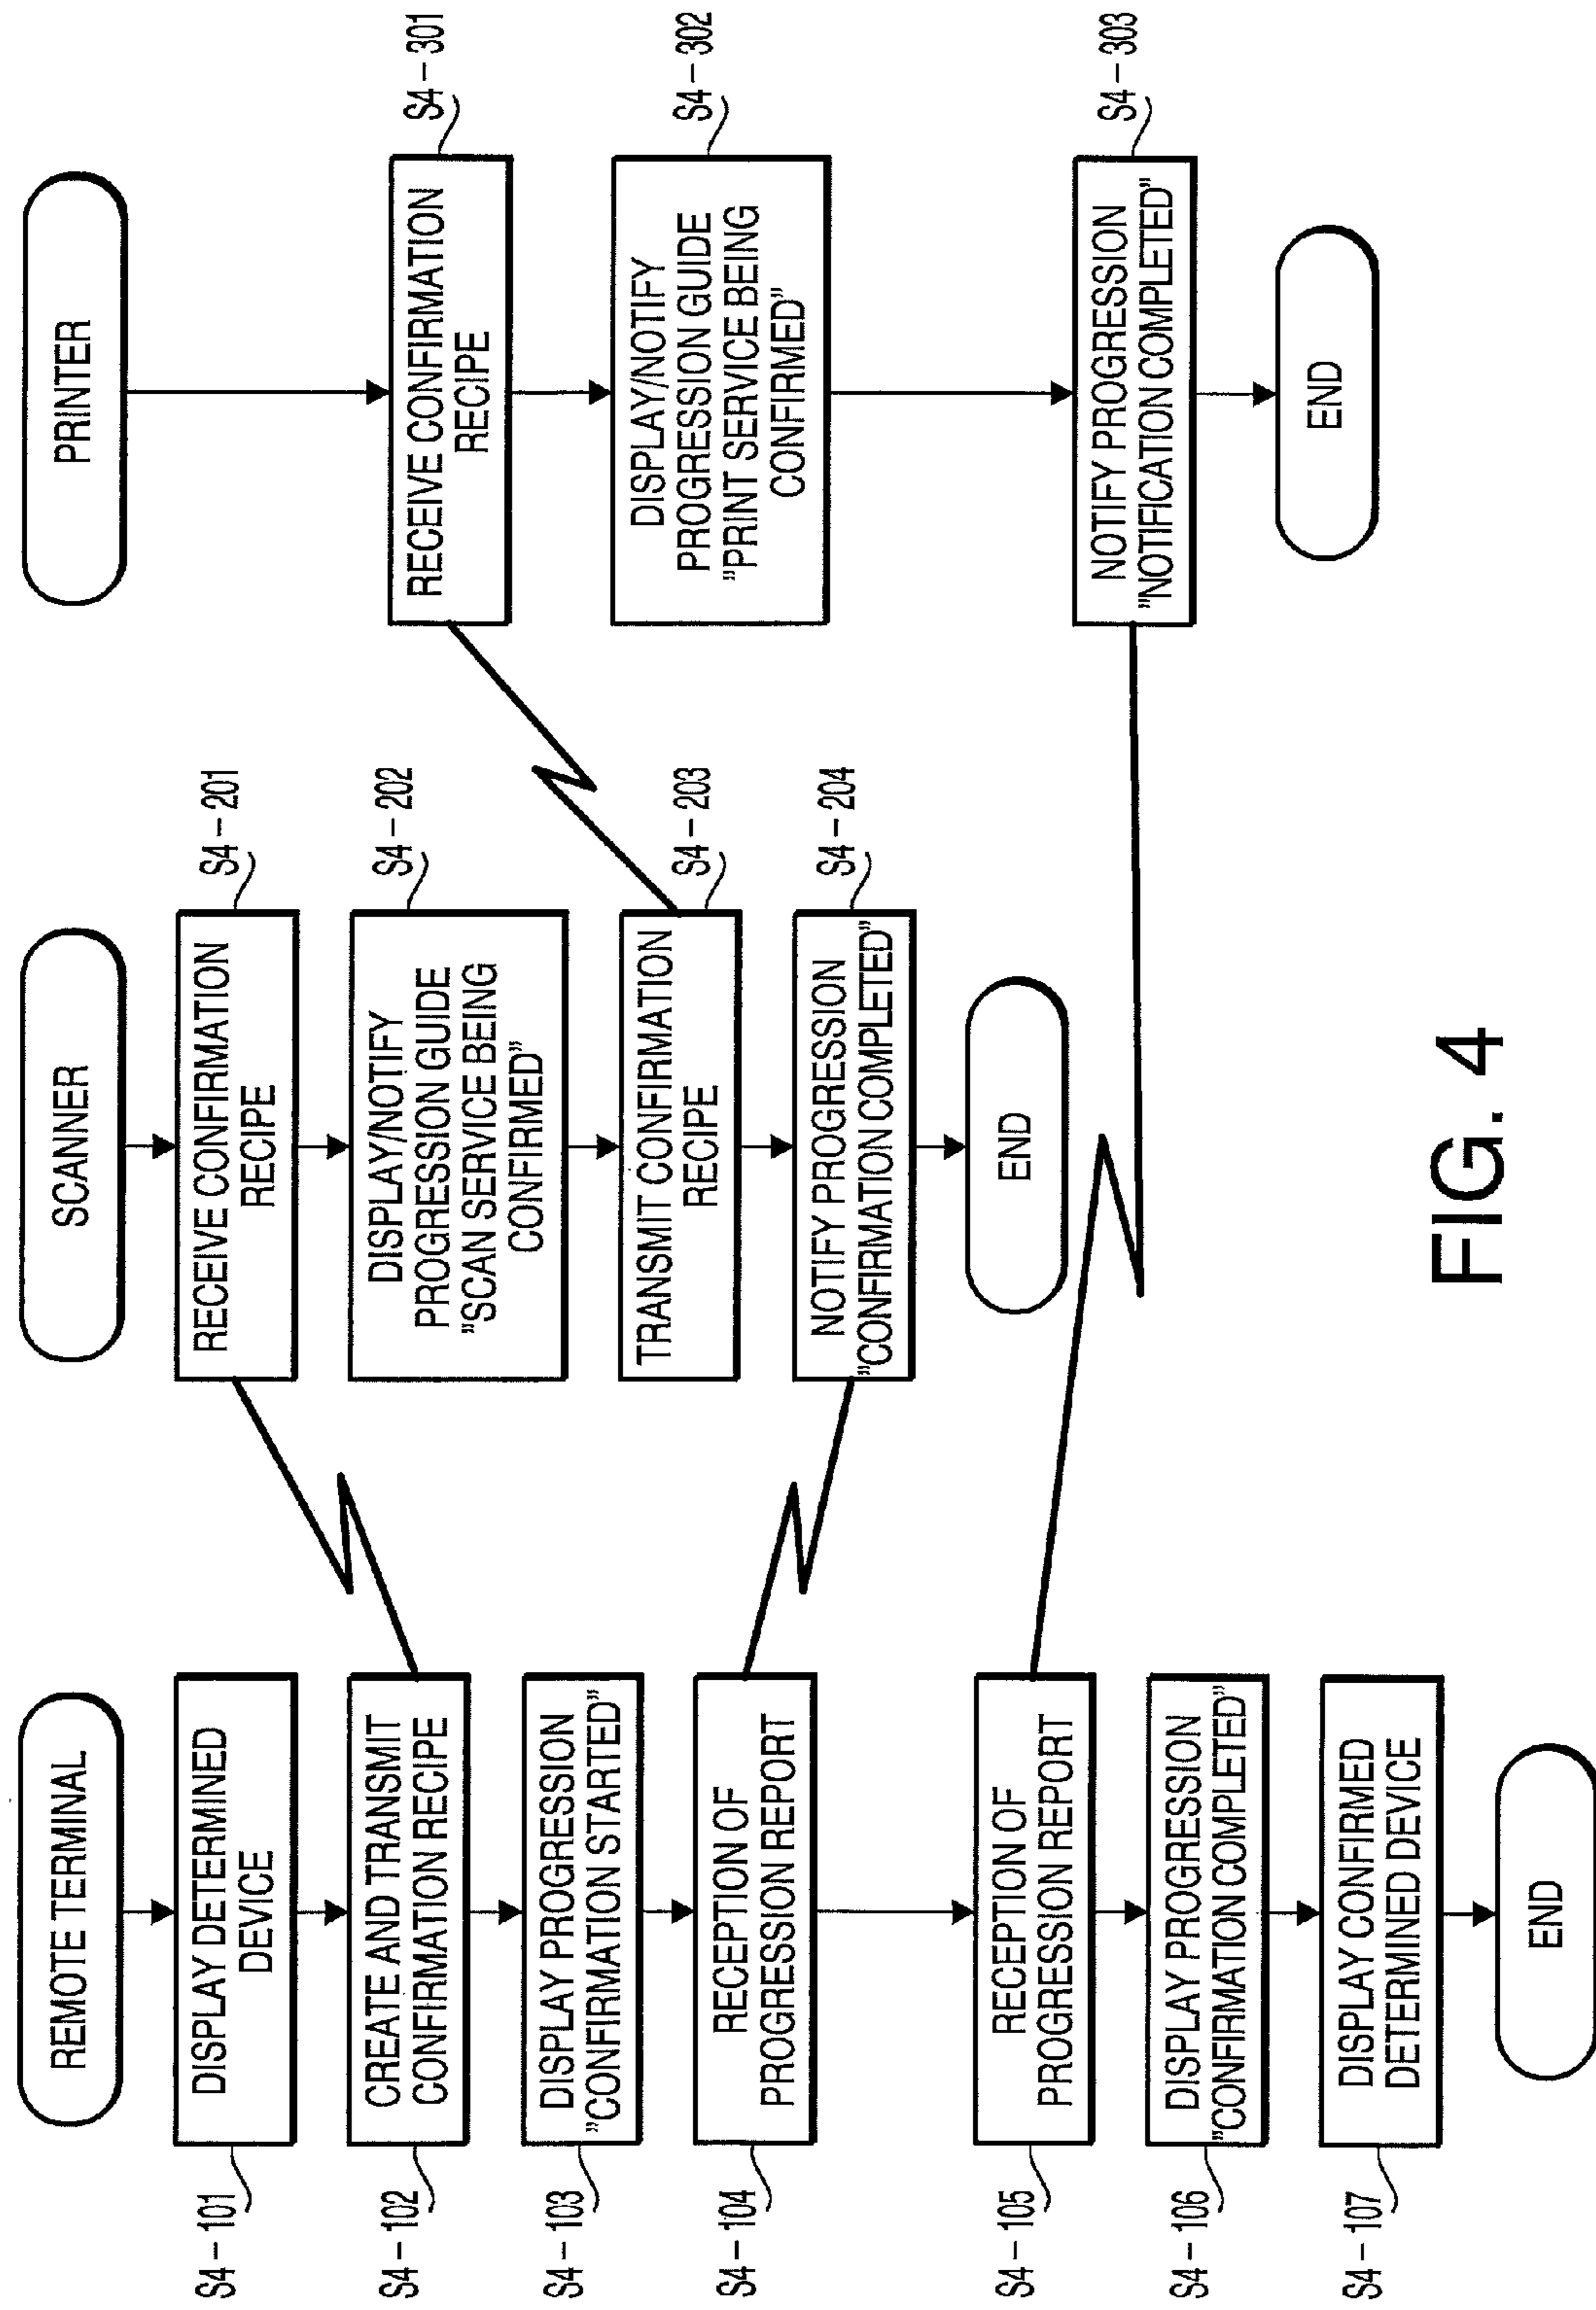 REMOTE TERMINAL
S4-101
DISPLAY DETERMINED
DEVICE
S4-102
CREATE AND TRANSMIT
CONFIRMATION RECIPE
S4-103
DISPLAY PROGRESSION
"CONFIRMATION STARTED"
S4-104
RECEPTION OF
PROGRESSION REPORT
S4-105
RECEPTION OF
PROGRESSION REPORT
S4-106
DISPLAY PROGRESSION
"CONFIRMATION COMPLETED"
S4-107
DISPLAY CONFIRMED
DETERMINED DEVICE
END
SCANNER
S4-201
RECEIVE CONFIRMATION
RECIPE
S4-202
DISPLAY/NOTIFY
PROGRESSION GUIDE
"SCAN SERVICE BEING
CONFIRMED"
S4-203
TRANSMIT CONFIRMATION
RECIPE
S4-204
NOTIFY PROGRESSION
"CONFIRMATION COMPLETED"
END
PRINTER
S4-301
RECEIVE CONFIRMATION
RECIPE
S4-302
DISPLAY/NOTIFY
PROGRESSION GUIDE
"PRINT SERVICE BEING
CONFIRMED"
S4-303
NOTIFY PROGRESSION
"NOTIFICATION COMPLETED"
END
FIG. 4